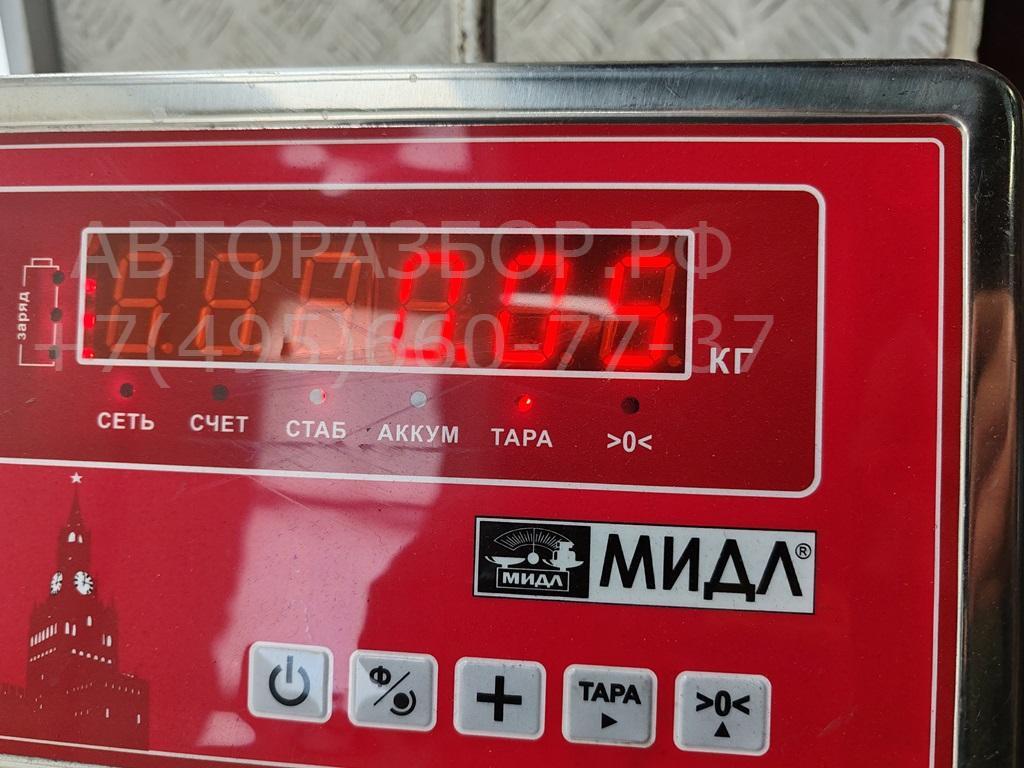 АВТОРАЗБОР.РФ
+7(495)660-77-37
заряд
КГ
СЕТЬ СЧЕТ СТАБ АККУМ ТАРА >0<
МИДЛ МИДЛ®
Ф
+
ТАРА
>0<